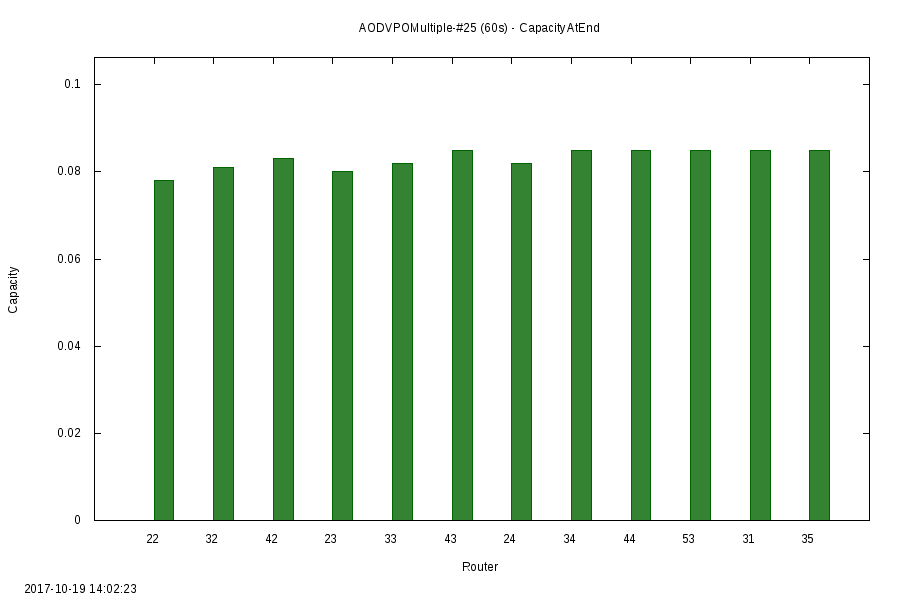 AODVPOMultiple-#25 (60s) - CapacityAtEnd
0.1
0.08
0.06
0.04
0.02
0
Capacity
22 32 42 23 33 43 24 34 44 53 31 35
Router
2017-10-19 14:02:23